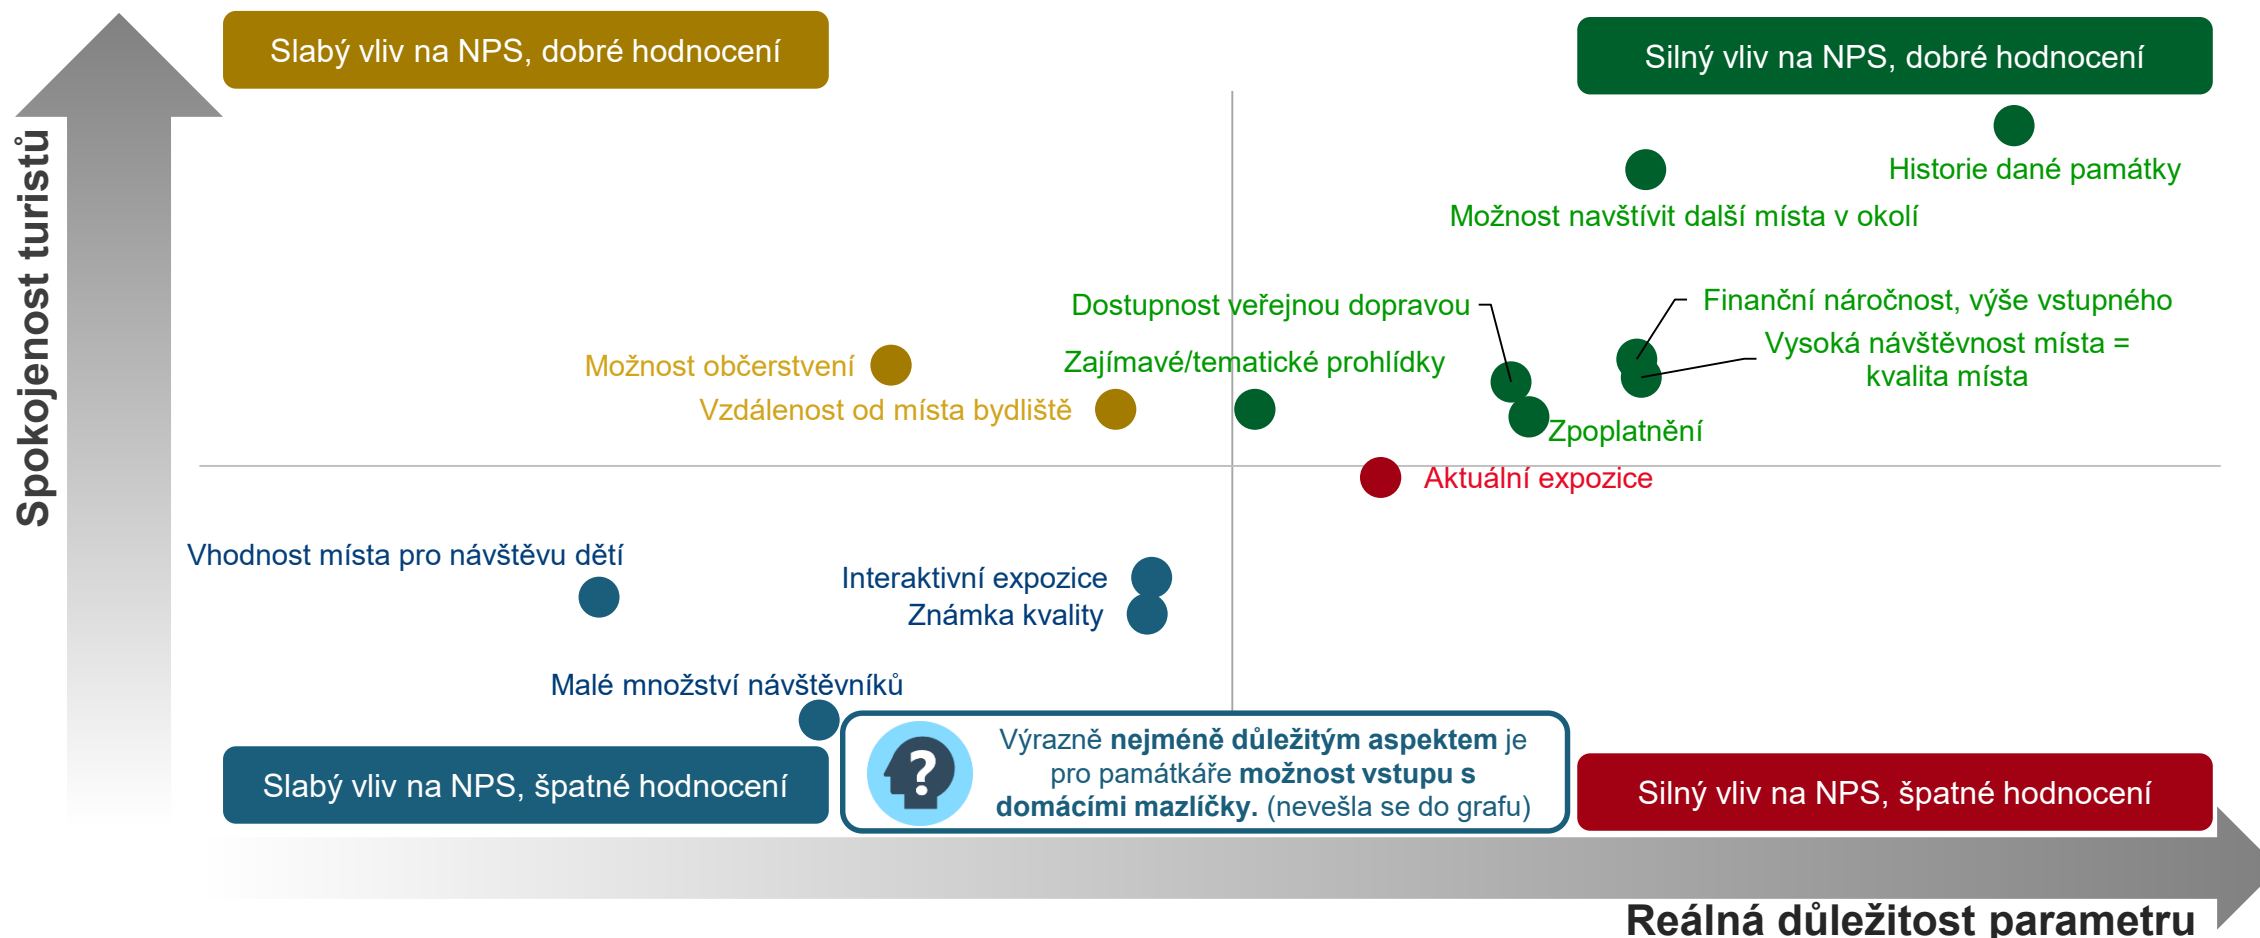 Slabý vliv na NPS, dobré hodnocení
Silný vliv na NPS, dobré hodnocení
Spokojenost turistů
Historie dané památky
Možnost navštívit další místa v okolí
Dostupnost veřejnou dopravou
Finanční náročnost, výše vstupného
Vysoká návštěvnost místa =
kvalita místa
Zajímavé/tematické prohlídky
Možnost občerstvení
Vzdálenost od místa bydliště
Zpoplatnění
Aktuální expozice
Vhodnost místa pro návštěvu dětí
Interaktivní expozice
Známka kvality
Malé množství návštěvníků
Slabý vliv na NPS, špatné hodnocení
?
Výrazně nejméně důležitým aspektem je
pro památkáře možnost vstupu s
domácími mazlíčky. (nevešla se do grafu)
Silný vliv na NPS, špatné hodnocení
Reálná důležitost parametru